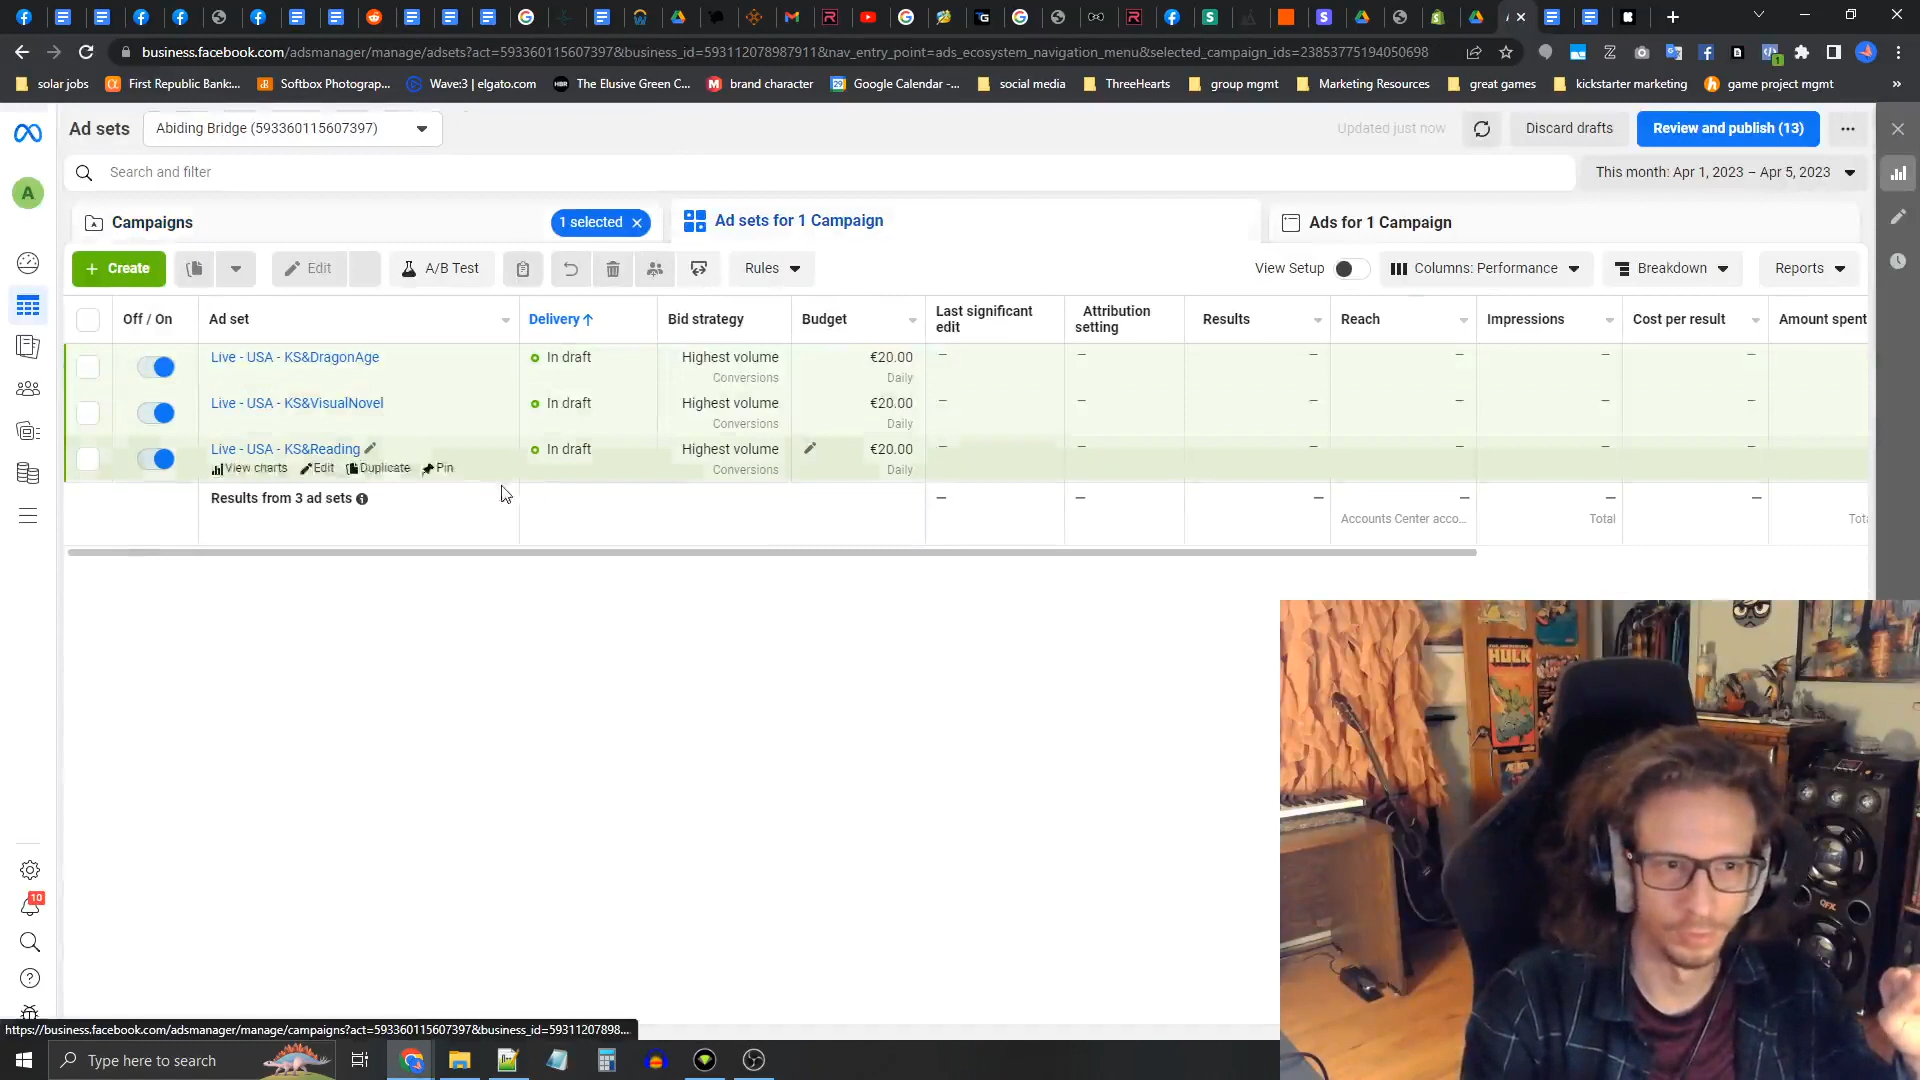 business.facebook.com/adsmanager/manage/adsets?act=593360115607397&business_id=593112078987911&nav_entry_point=ads_ecosystem_navigation_menu&selected_campaign_ids=23853775194050698
solar jobs First Republic Bank:... Softbox Photograp... Wave:3 | elgato.com The Elusive Green C... brand character Google Calendar -... social media ThreeHearts group mgmt Marketing Resources great games kickstarter marketing game project mgmt »
Ad sets Abiding Bridge (593360115607397) Updated just now Discard drafts Review and publish (13)
A
Search and filter This month: Apr 1, 2023 – Apr 5, 2023
Campaigns 1 selected Ad sets for 1 Campaign Ads for 1 Campaign
+ Create Edit A/B Test Rules View Setup Columns: Performance Breakdown Reports
Off / On Ad set Delivery ↑ Bid strategy Budget Last significant edit Attribution setting Results Reach Impressions Cost per result Amount spent
Live - USA - KS&DragonAge In draft Highest volume €20.00 — — — — — —
Conversions Daily
Live - USA - KS&VisualNovel In draft Highest volume €20.00 — — — — — —
Conversions Daily
Live - USA - KS&Reading In draft Highest volume €20.00 — — — — — —
View charts Edit Duplicate Pin Conversions Daily
Results from 3 ad sets — — — — — —
Accounts Center acco... Total
10
HULK
QFX
https://business.facebook.com/adsmanager/manage/campaigns?act=593360115607397&business_id=59311207898...
Type here to search